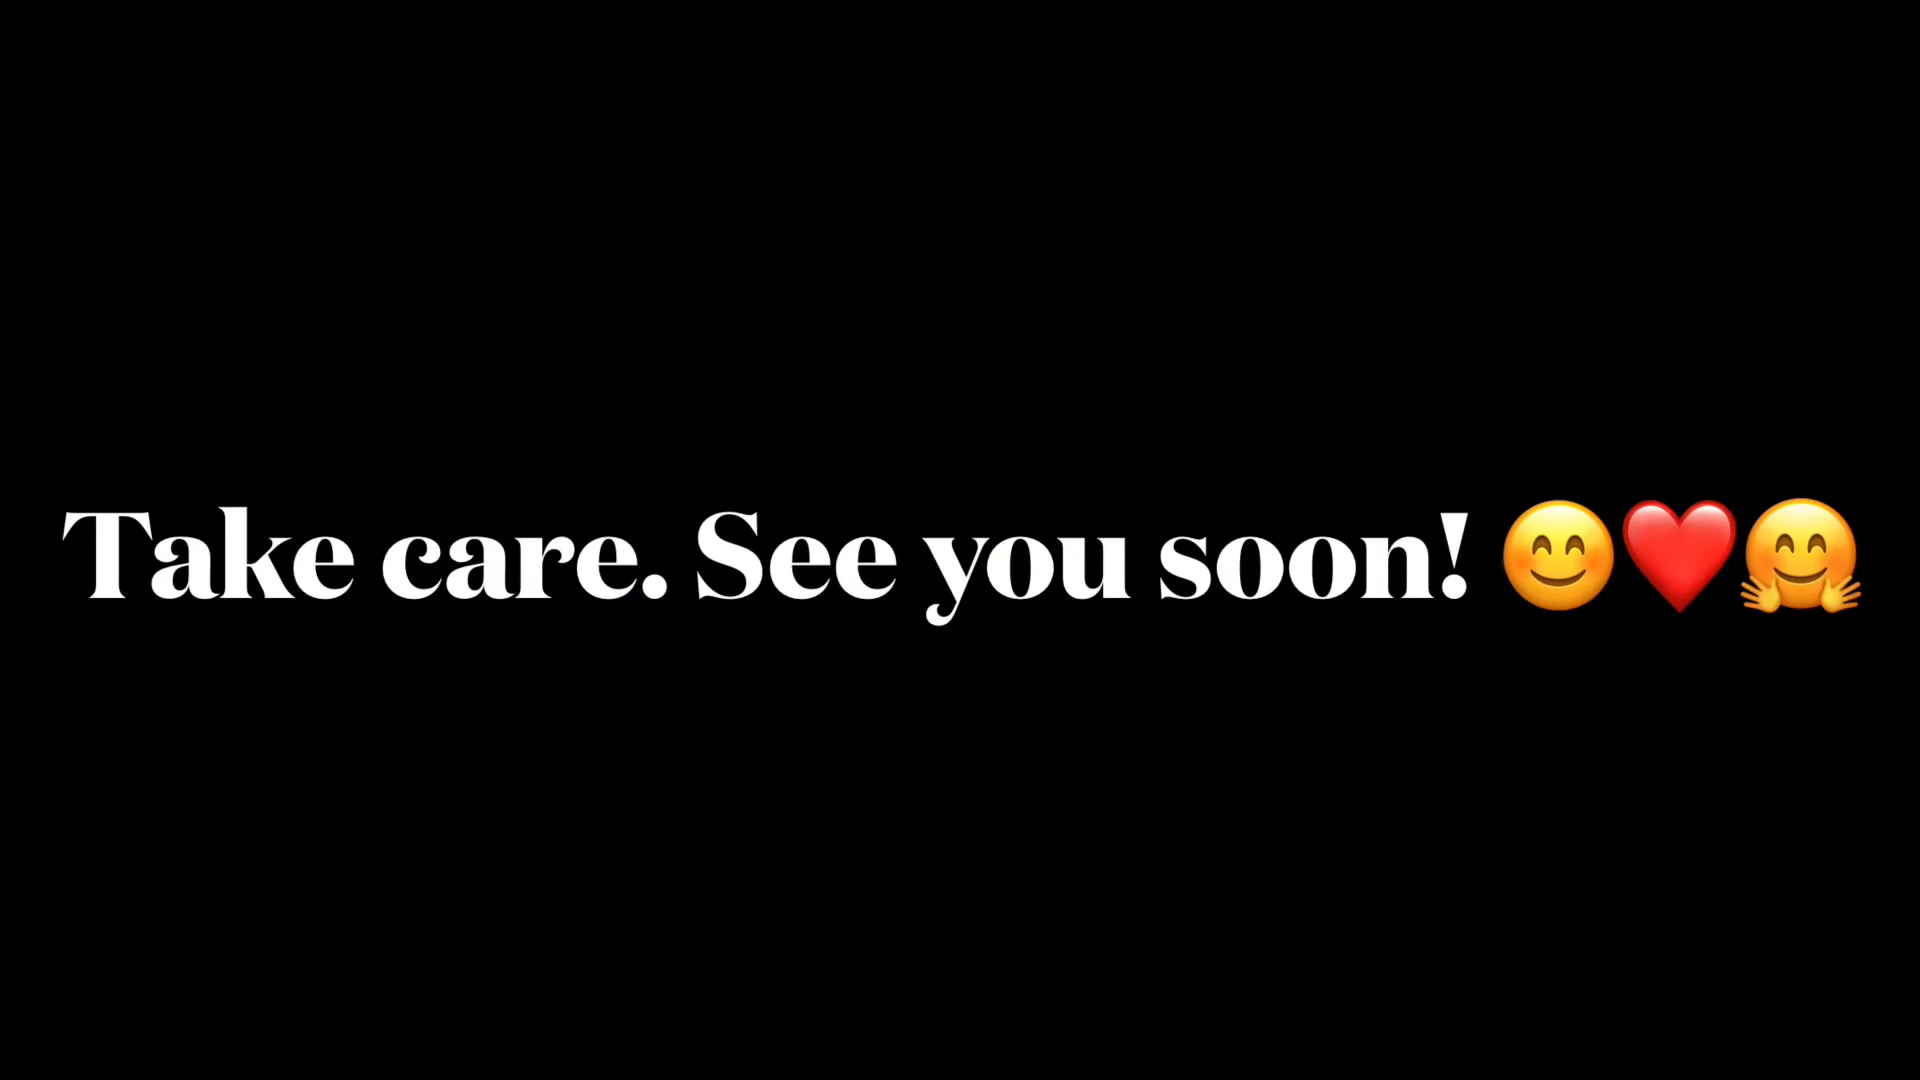 Take care. See you soon! 😊❤️🤗